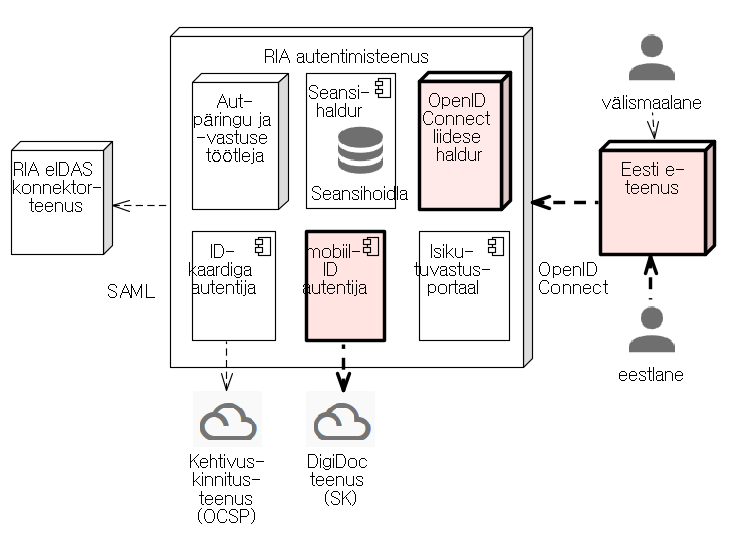 RIA autentimisteenus
Aut-
päringu ja
-vastuse
töötleja
Seansi-
haldur
Seansihoidla
OpenID
Connect
liidese
haldur
välismaalane
Eesti e-
teenus
RIA eIDAS
konnektor-
teenus
ID-
kaardiga
autentija
mobiil-
ID
autentija
Isiku-
tuvastus-
portaal
OpenID
Connect
SAML
eestlane
Kehtivus-
kinnitus-
teenus
(OCSP)
DigiDoc
teenus
(SK)